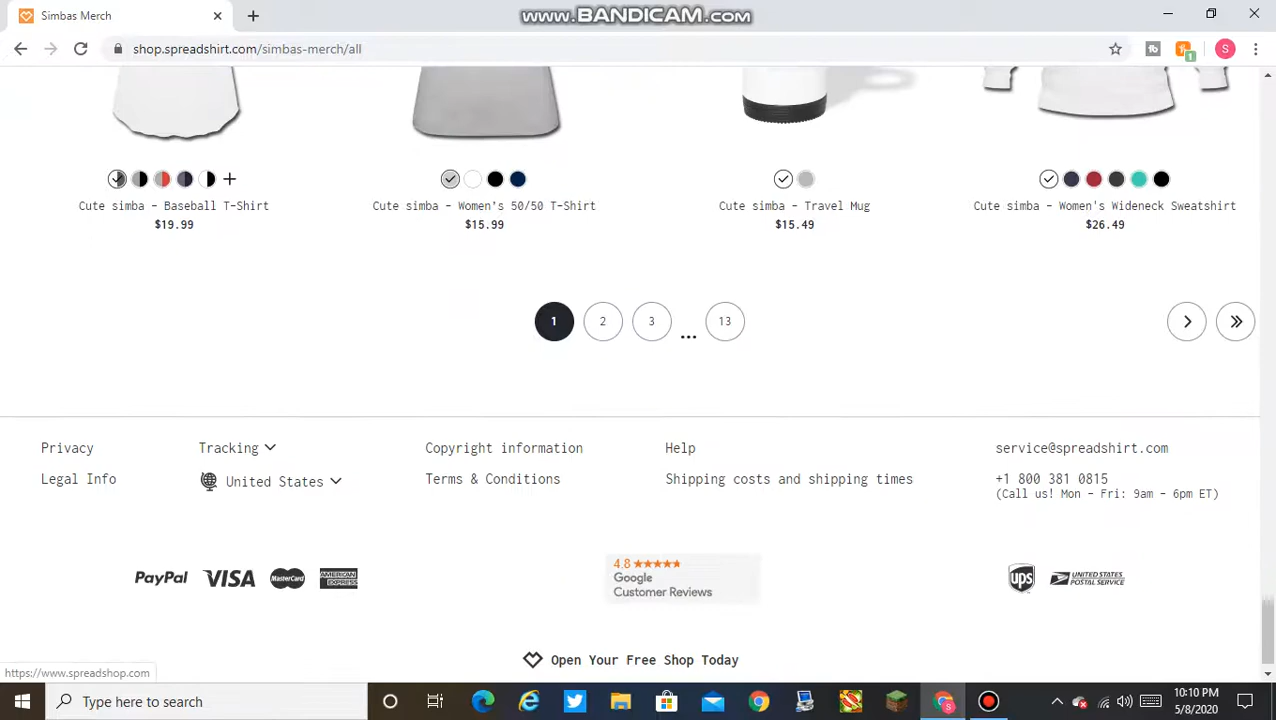 Simbas Merch
www.BANDICAM.com
shop.spreadshirt.com/simbas-merch/all
1
S
Cute simba - Baseball T-Shirt
$19.99
Cute simba - Women's 50/50 T-Shirt
$15.99
Cute simba - Travel Mug
$15.49
Cute simba - Women's Wideneck Sweatshirt
$26.49
1 2 3 ... 13
Privacy
Tracking
Copyright information
Help
service@spreadshirt.com
Legal Info
United States
Terms & Conditions
Shipping costs and shipping times
+1 800 381 0815
(Call us! Mon - Fri: 9am - 6pm ET)
PayPal
VISA
MasterCard
AMERICAN EXPRESS
4.8
Google
Customer Reviews
ups
UNITED STATES POSTAL SERVICE
Open Your Free Shop Today
https://www.spreadshop.com
Type here to search
10:10 PM
5/8/2020